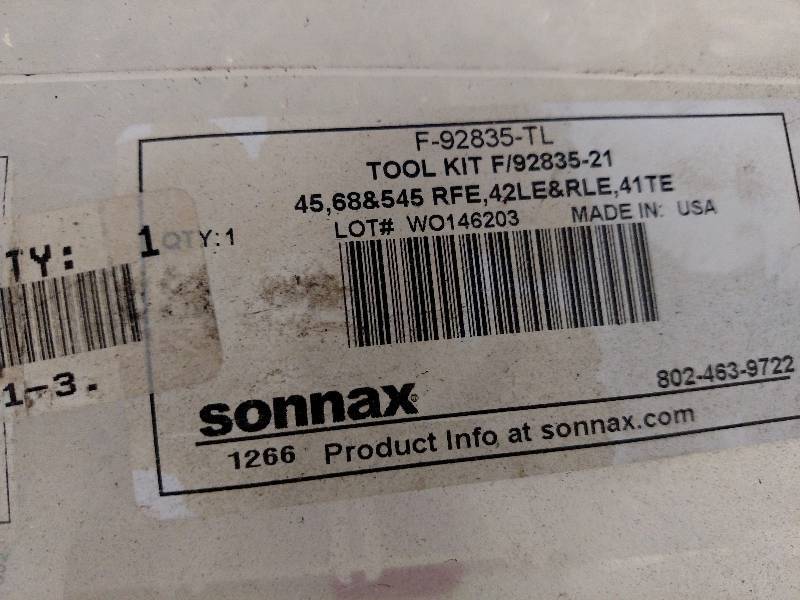 F-92835-TL
TOOL KIT F/92835-21
45,68&545 RFE,42LE&RLE,41TE
LOT# WO146203 MADE IN: USA
TY: 1 QTY:1
1-3.
sonnax®
802-463-9722
1266 Product Info at sonnax.com